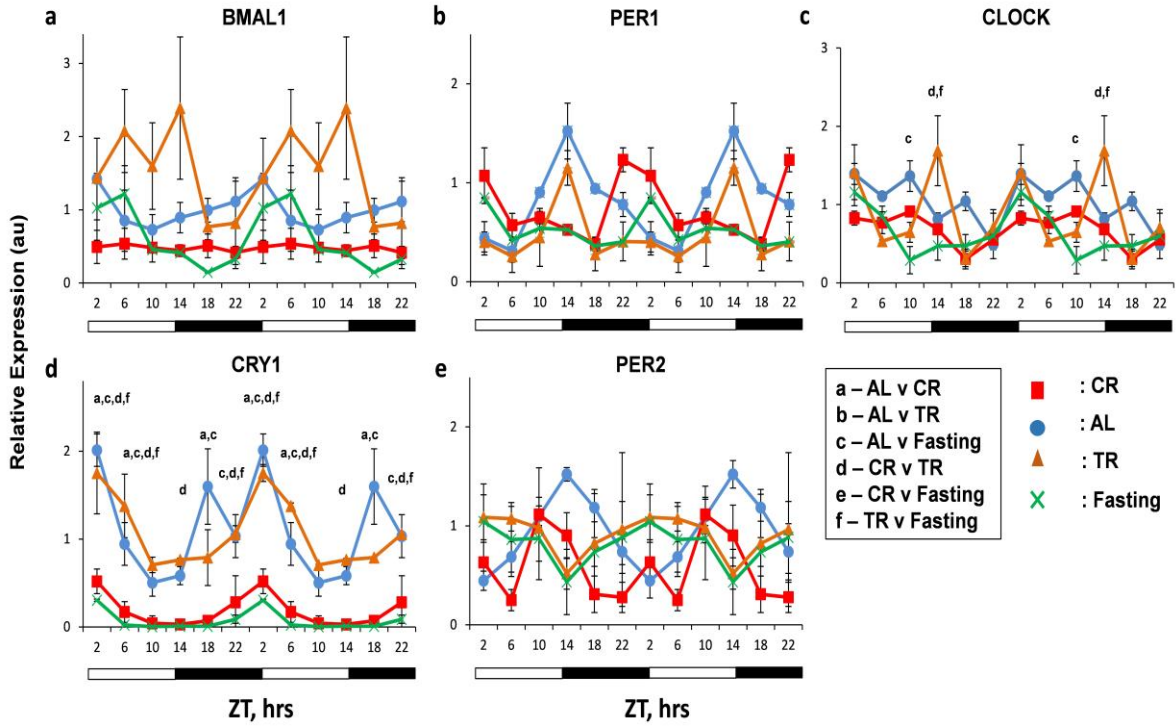 a BMAL1
b PER1
c CLOCK
Relative Expression (au)
3
2
1
0
2 6 10 14 18 22 2 6 10 14 18 22
2
1
0
2 6 10 14 18 22 2 6 10 14 18 22
3
2
1
0
d,f
c
d,f
c
2 6 10 14 18 22 2 6 10 14 18 22
d CRY1
2
1
0
a,c,d,f
a,c,d,f
d
a,c
c,d,f
a,c,d,f
a,c,d,f
d
a,c
c,d,f
2 6 10 14 18 22 2 6 10 14 18 22
ZT, hrs
e PER2
2
1
0
2 6 10 14 18 22 2 6 10 14 18 22
ZT, hrs
a – AL v CR
b – AL v TR
c – AL v Fasting
d – CR v TR
e – CR v Fasting
f – TR v Fasting
: CR
: AL
: TR
: Fasting